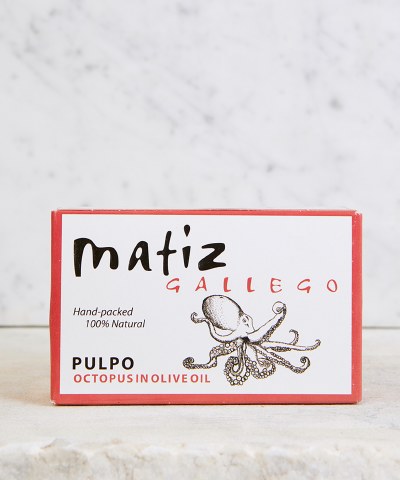 matiz
GALLEGO
Hand-packed
100% Natural
PULPO
OCTOPUS IN OLIVE OIL